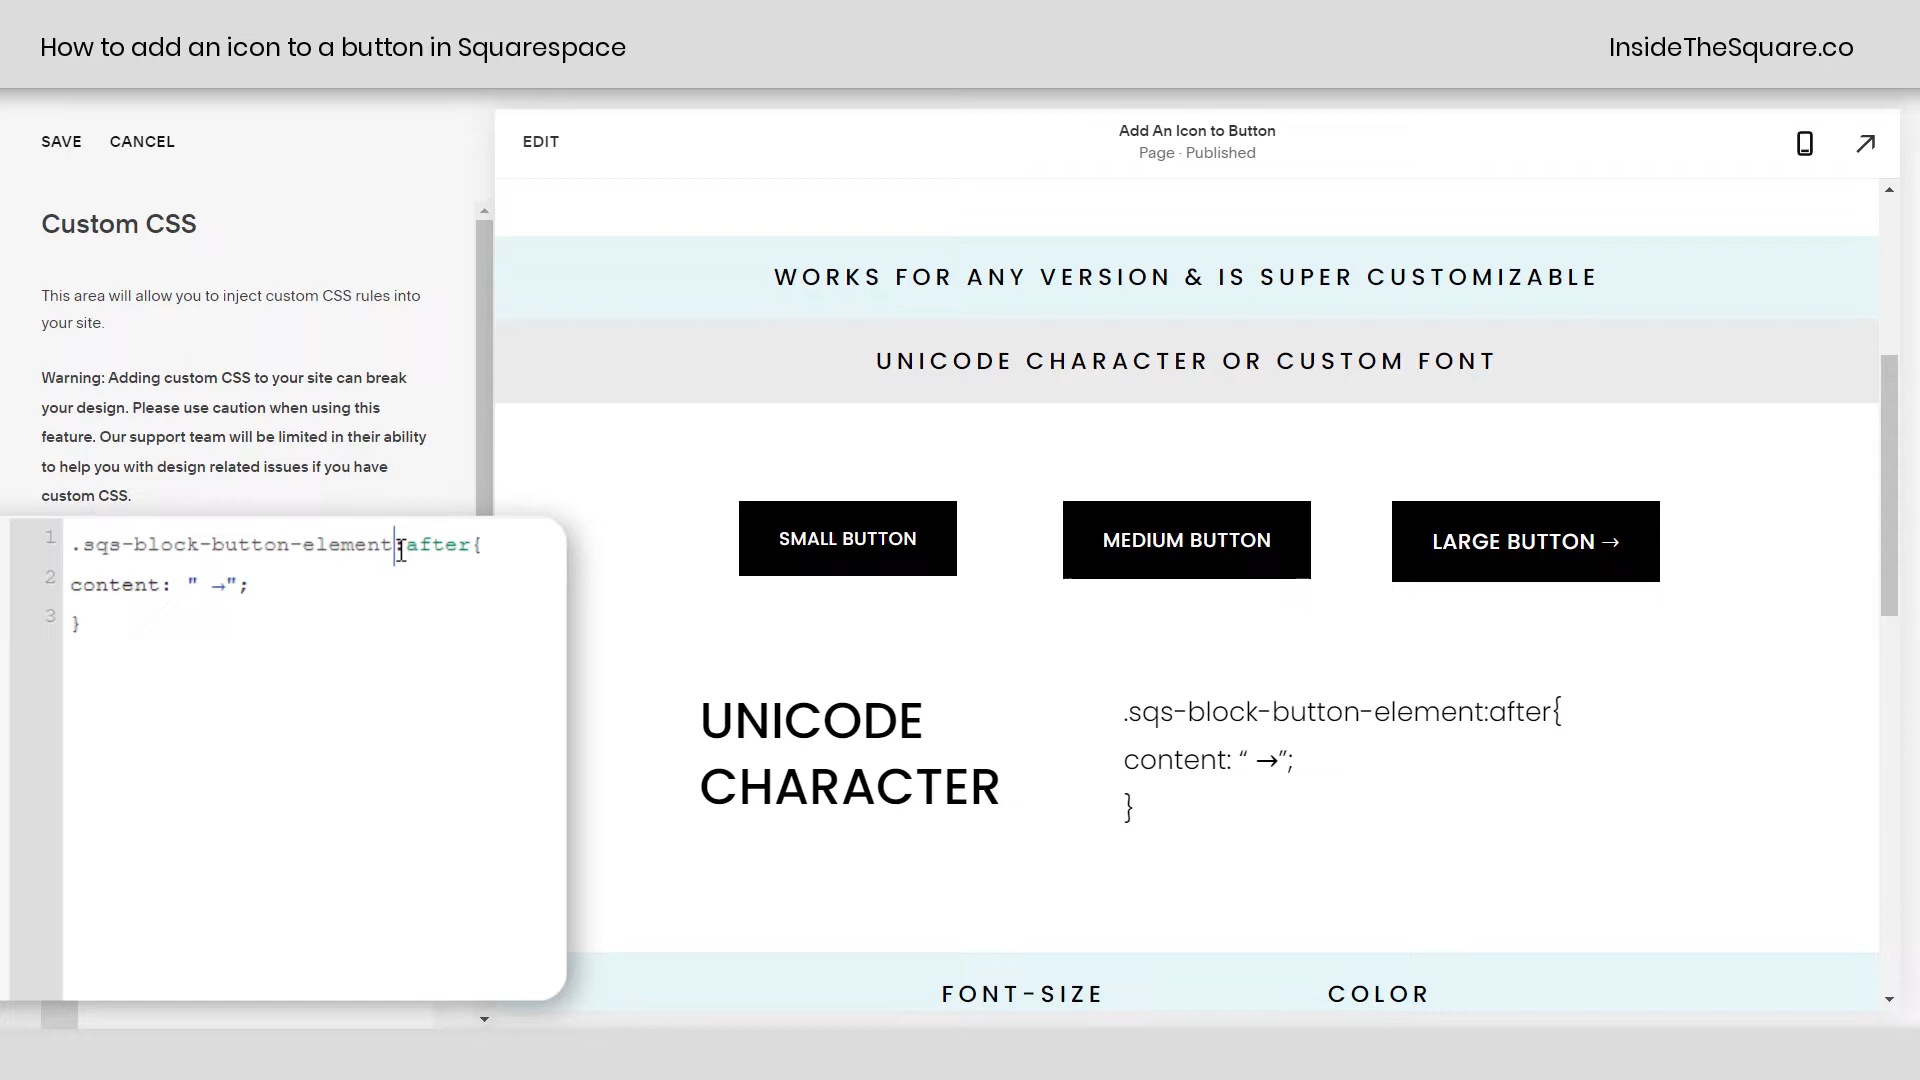 How to add an icon to a button in Squarespace
InsideTheSquare.co
SAVE CANCEL
EDIT
Add An Icon to Button
Page · Published
Custom CSS
This area will allow you to inject custom CSS rules into
your site.
Warning: Adding custom CSS to your site can break
your design. Please use caution when using this
feature. Our support team will be limited in their ability
to help you with design related issues if you have
custom CSS.
1 .sqs-block-button-element:after{
2 content: " →";
3 }
WORKS FOR ANY VERSION & IS SUPER CUSTOMIZABLE
UNICODE CHARACTER OR CUSTOM FONT
SMALL BUTTON
MEDIUM BUTTON
LARGE BUTTON →
UNICODE
CHARACTER
.sqs-block-button-element:after{
content: “ →”;
}
FONT-SIZE
COLOR